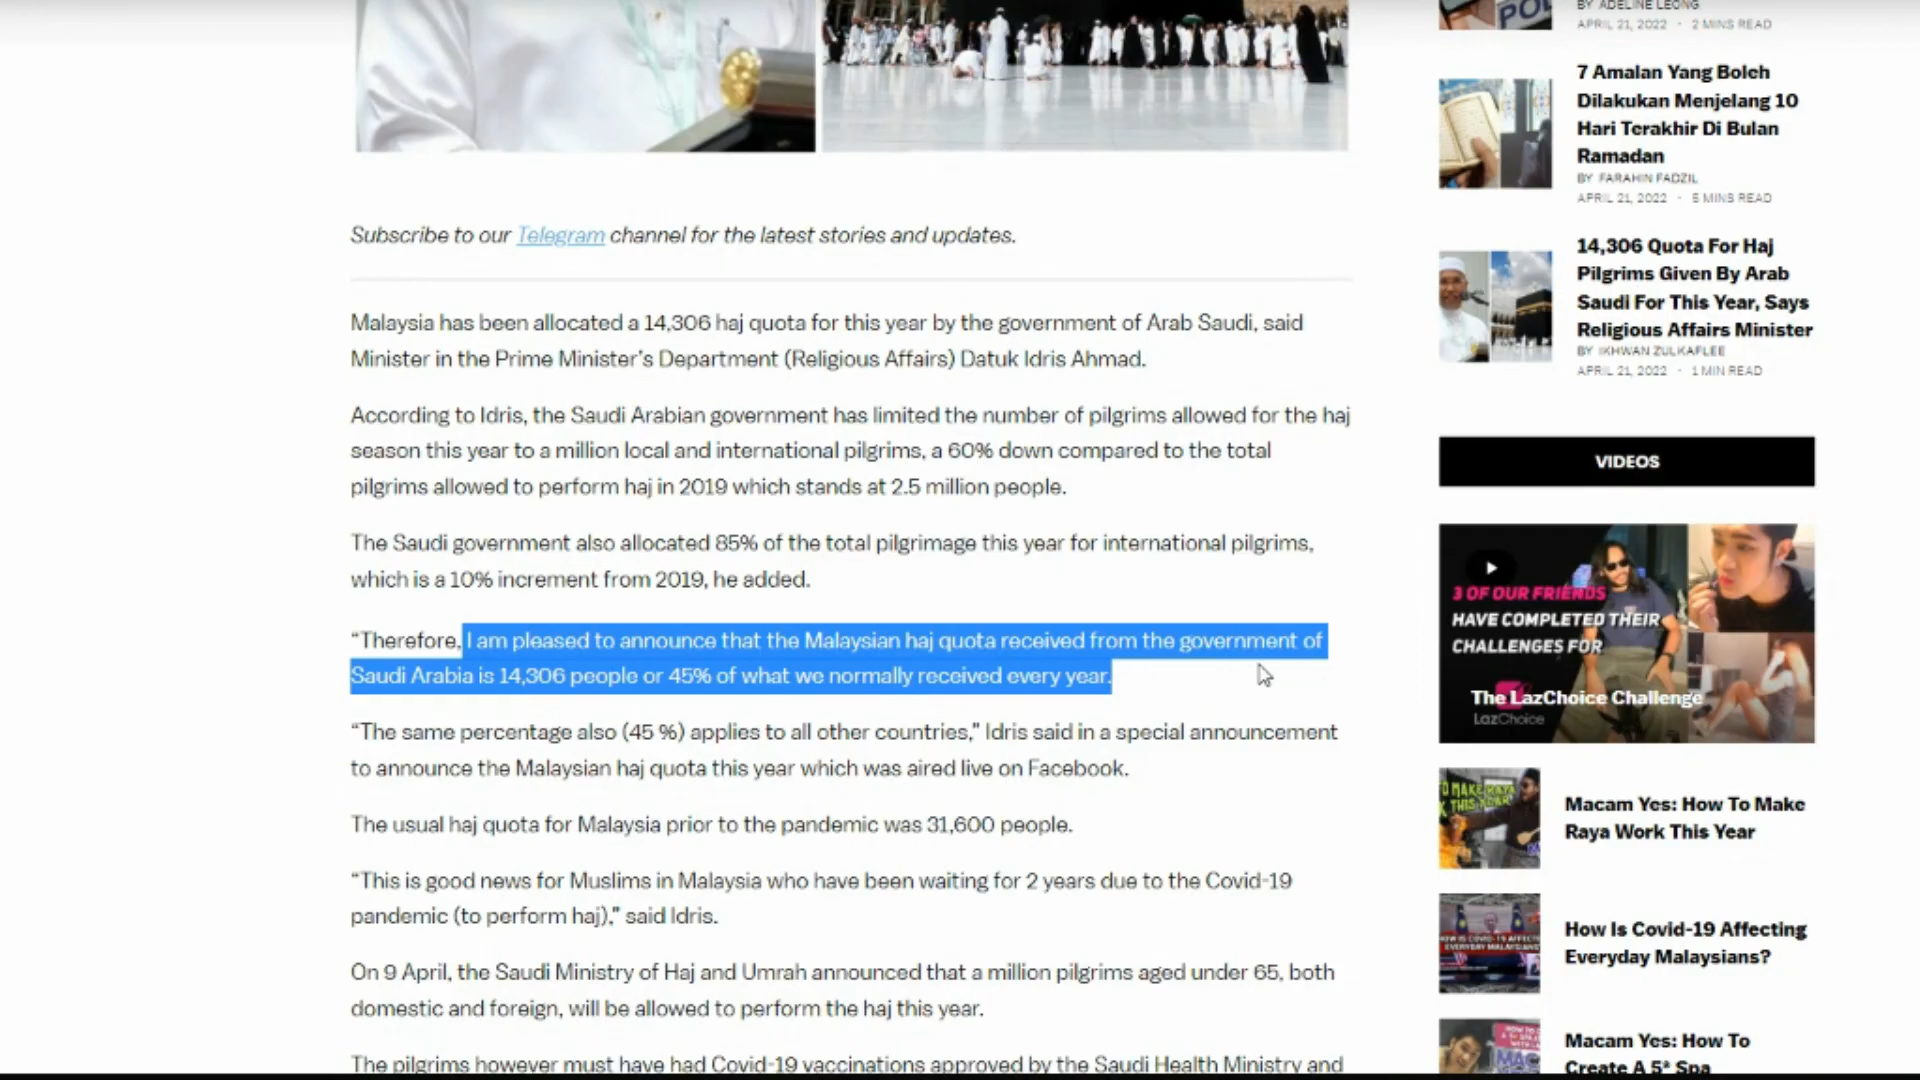 Subscribe to our Telegram channel for the latest stories and updates.
Malaysia has been allocated a 14,306 haj quota for this year by the government of Arab Saudi, said
Minister in the Prime Minister's Department (Religious Affairs) Datuk Idris Ahmad.
According to Idris, the Saudi Arabian government has limited the number of pilgrims allowed for the haj
season this year to a million local and international pilgrims, a 60% down compared to the total
pilgrims allowed to perform haj in 2019 which stands at 2.5 million people.
The Saudi government also allocated 85% of the total pilgrimage this year for international pilgrims,
which is a 10% increment from 2019, he added.
“Therefore, I am pleased to announce that the Malaysian haj quota received from the government of
Saudi Arabia is 14,306 people or 45% of what we normally received every year.
“The same percentage also (45 %) applies to all other countries,” Idris said in a special announcement
to announce the Malaysian haj quota this year which was aired live on Facebook.
The usual haj quota for Malaysia prior to the pandemic was 31,600 people.
“This is good news for Muslims in Malaysia who have been waiting for 2 years due to the Covid-19
pandemic (to perform haj),” said Idris.
On 9 April, the Saudi Ministry of Haj and Umrah announced that a million pilgrims aged under 65, both
domestic and foreign, will be allowed to perform the haj this year.
The pilgrims however must have had Covid-19 vaccinations approved by the Saudi Health Ministry and
POL
BY ADELINE LEONG
APRIL 21, 2022 · 2 MINS READ
7 Amalan Yang Boleh
Dilakukan Menjelang 10
Hari Terakhir Di Bulan
Ramadan
BY FARAHIN FADZIL
APRIL 21, 2022 · 5 MINS READ
14,306 Quota For Haj
Pilgrims Given By Arab
Saudi For This Year, Says
Religious Affairs Minister
BY IKHWAN ZULKAFLEE
APRIL 21, 2022 · 1 MIN READ
VIDEOS
3 OF OUR FRIENDS
HAVE COMPLETED THEIR
CHALLENGES FOR
The LazChoice Challenge
LazChoice
Macam Yes: How To Make
Raya Work This Year
How Is Covid-19 Affecting
Everyday Malaysians?
Macam Yes: How To
Create A 5* Spa